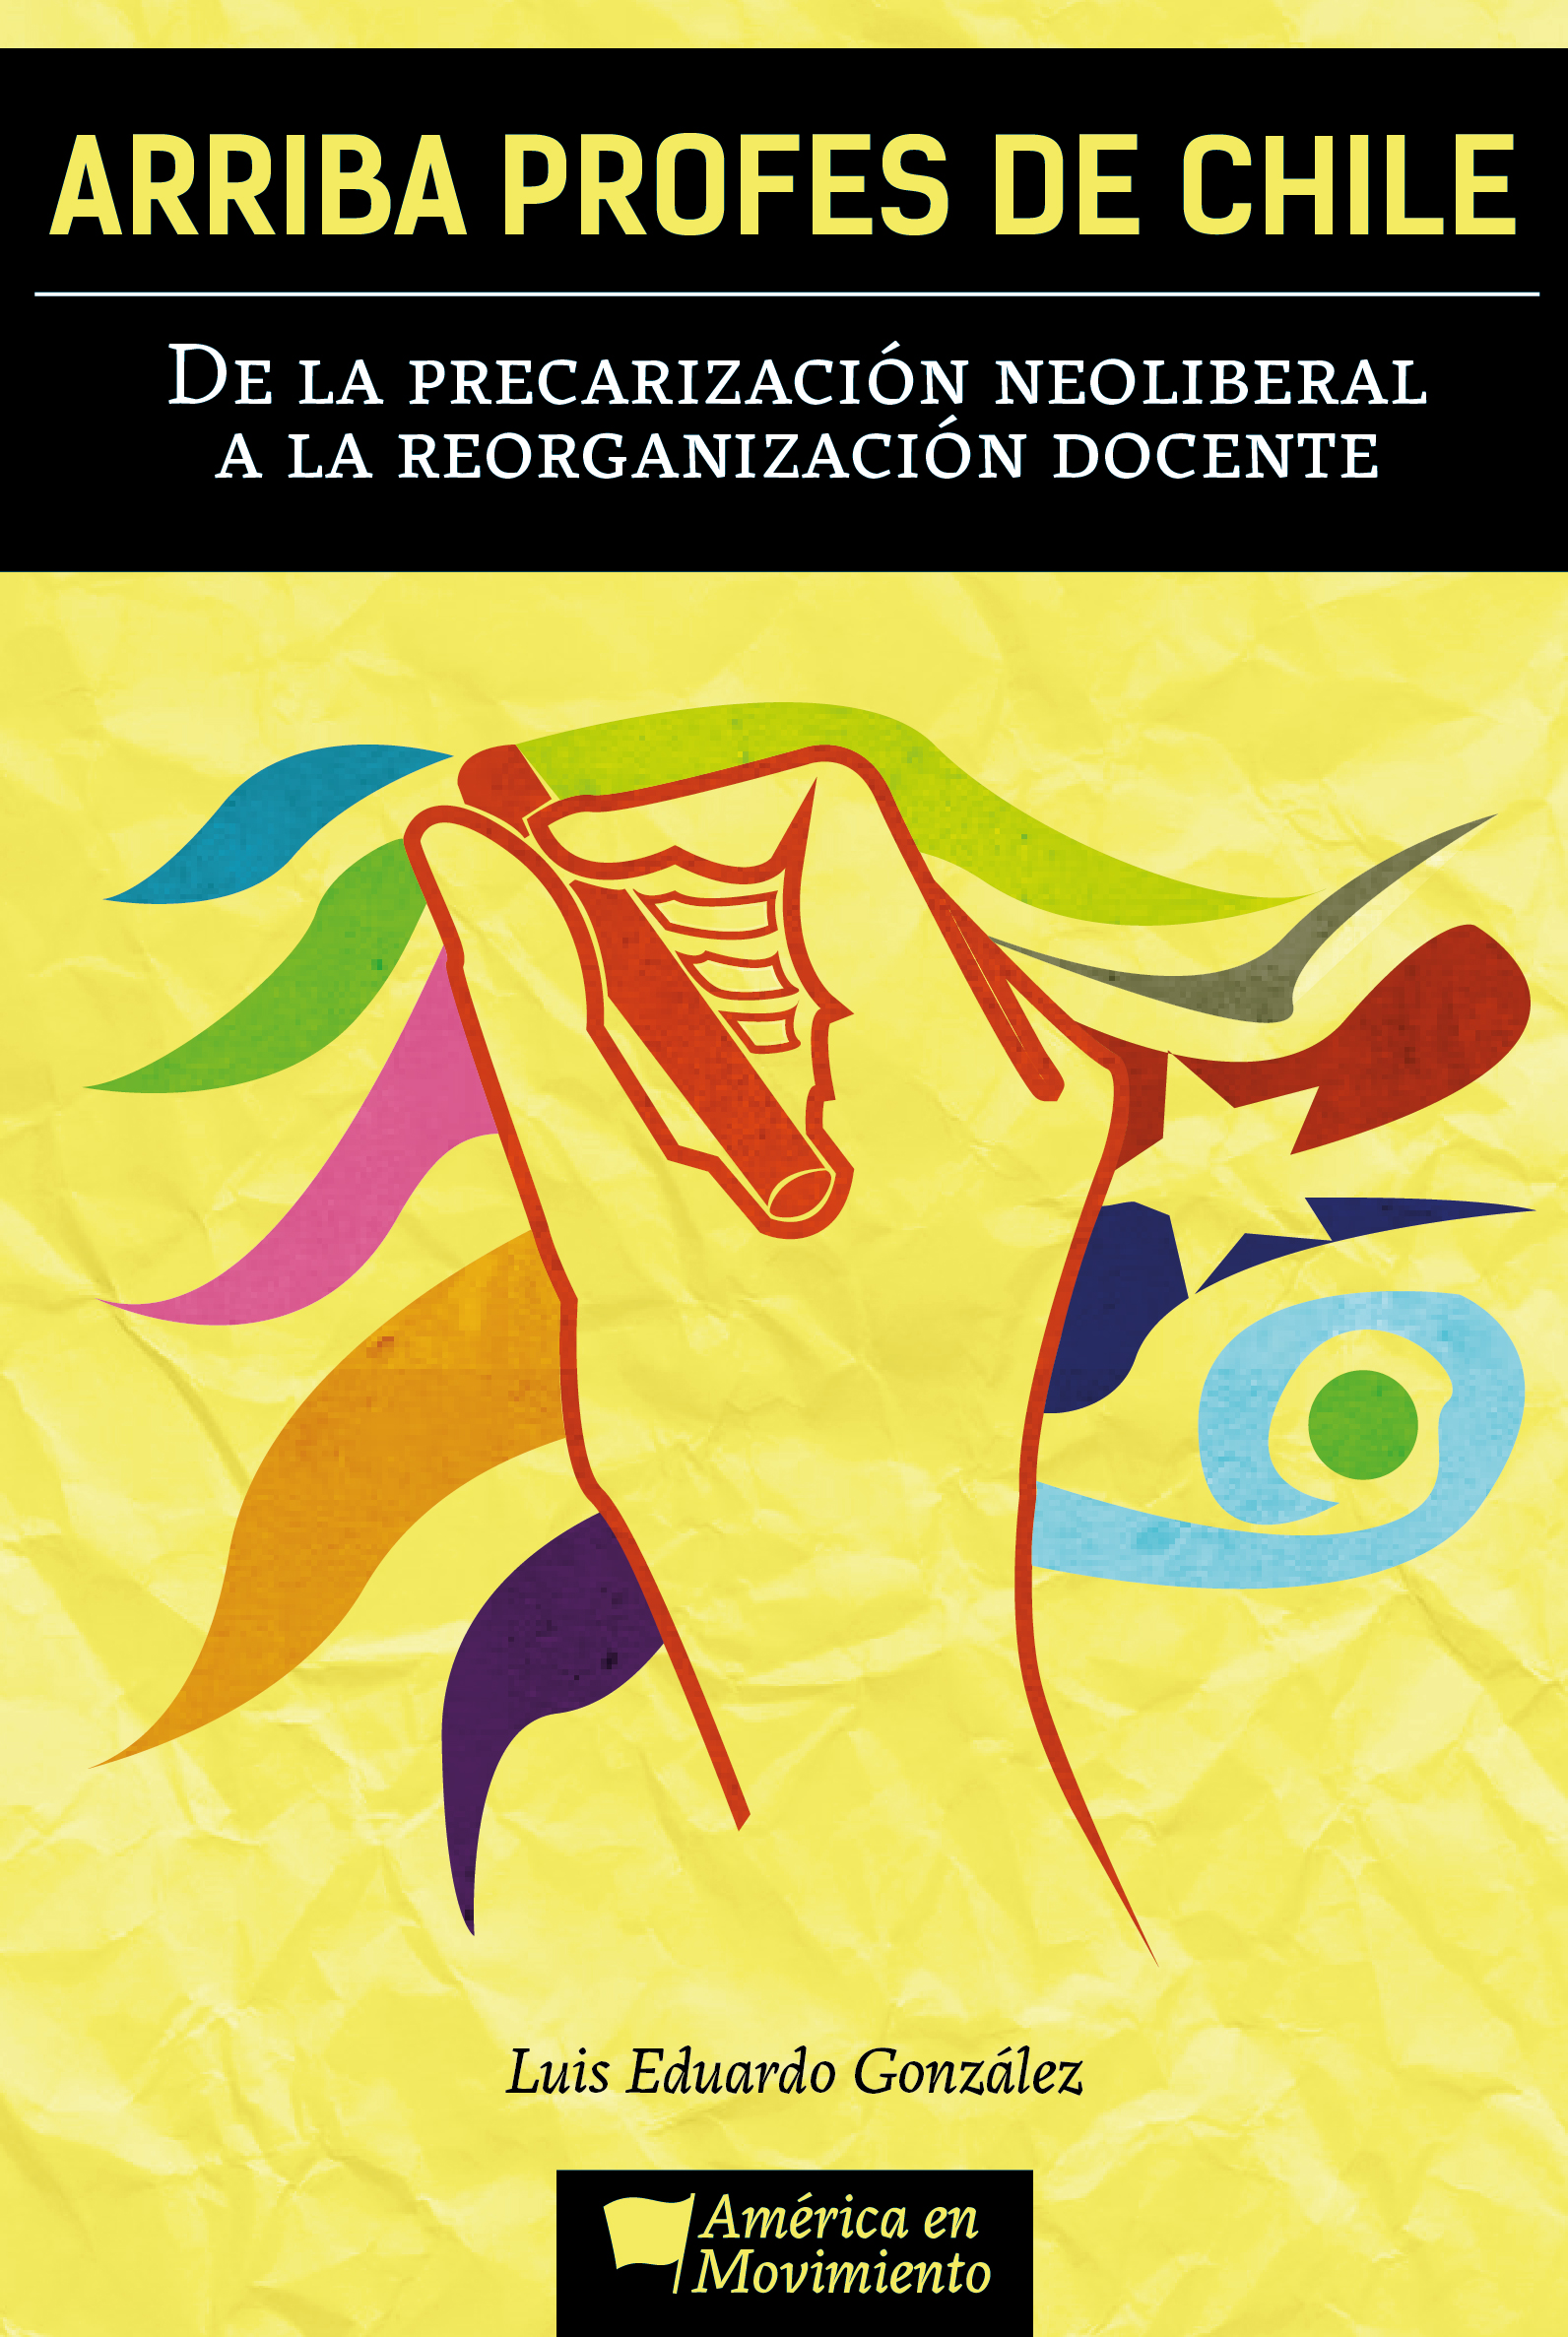 ARRIBA PROFES DE CHILE
De la precarización neoliberal
a la reorganización docente
Luis Eduardo González
América en
Movimiento